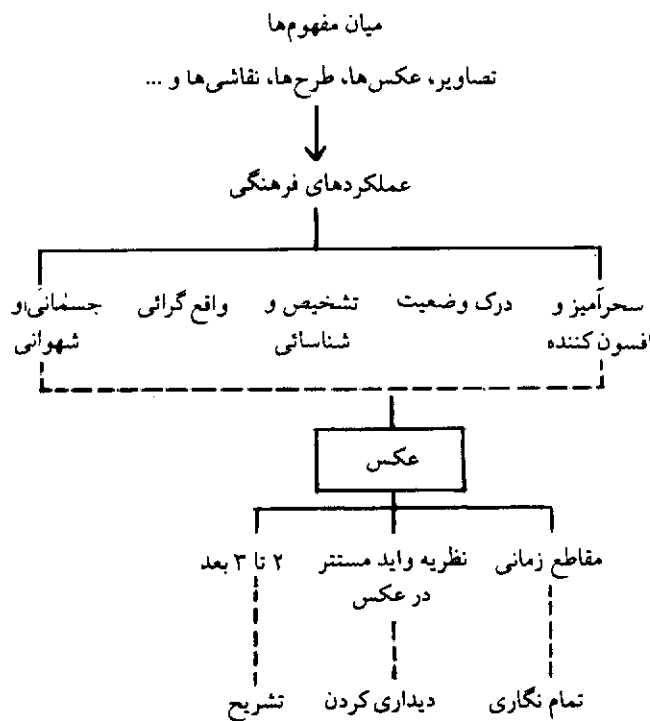 میان مفهوم‌ها
تصاویر، عکس‌ها، طرح‌ها، نقاشی‌ها و ...
عملکردهای فرهنگی
سحرآمیز و
افسون کننده
درک وضعیت
تشخیص و
شناسائی
واقع گرائی
جسمانی و
شهوانی
عکس
مقاطع زمانی
نظریه واید مستتر
در عکس
۲ تا ۳ بعد
تمام نگاری
دیداری کردن
تشریح